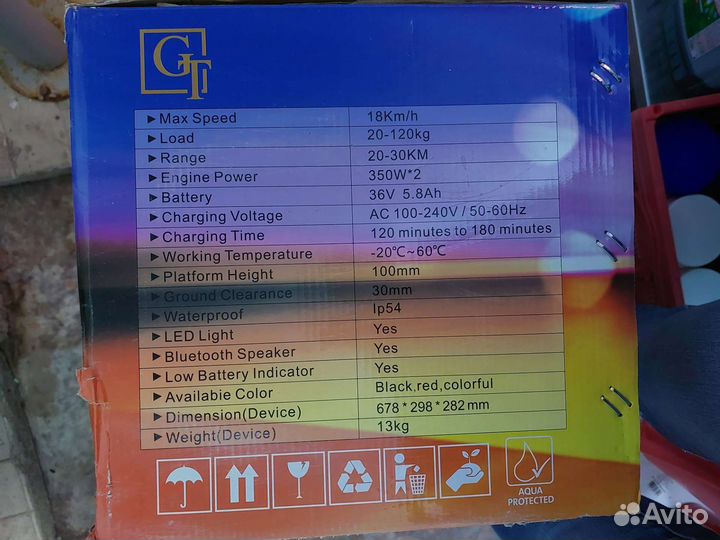 GT
▸Max Speed 18Km/h
▸Load 20-120kg
▸Range 20-30KM
▸Engine Power 350W*2
▸Battery 36V 5.8Ah
▸Charging Voltage AC 100-240V / 50-60Hz
▸Charging Time 120 minutes to 180 minutes
▸Working Temperature -20℃~60℃
▸Platform Height 100mm
▸Ground Clearance 30mm
▸Waterproof Ip54
▸LED Light Yes
▸Bluetooth Speaker Yes
▸Low Battery Indicator Yes
▸Availabie Color Black,red,colorful
▸Dimension(Device) 678*298*282mm
▸Weight(Device) 13kg
AQUA
PROTECTED
Avito